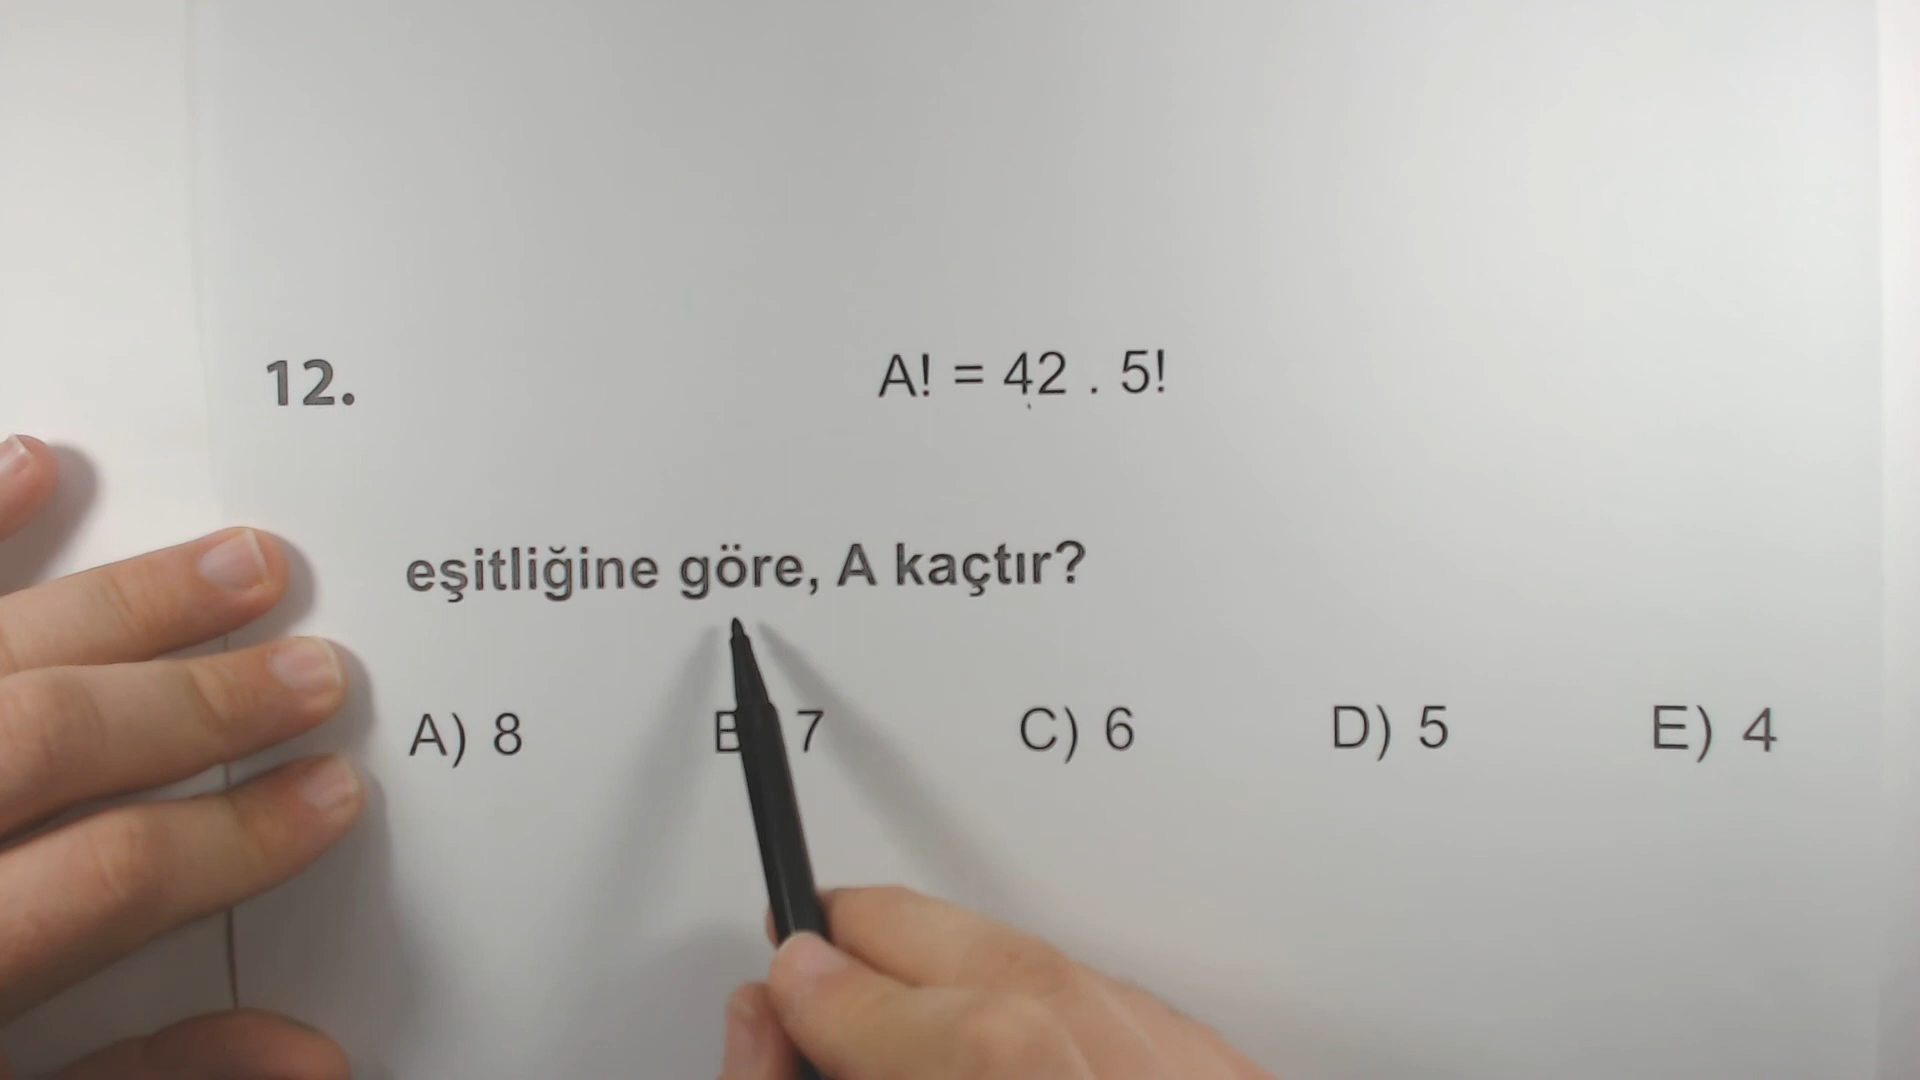 12. A! = 42 . 5!
eşitliğine göre, A kaçtır?
A) 8 B 7 C) 6 D) 5 E) 4